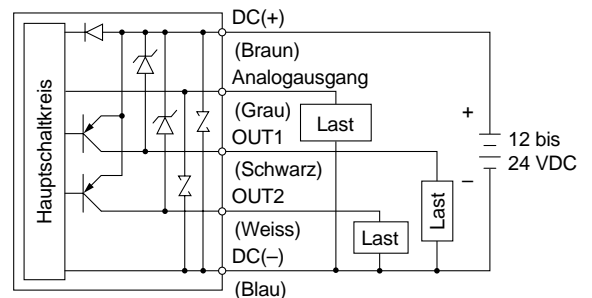 Hauptschaltkreis
DC(+)
(Braun)
Analogausgang
(Grau)
Last
OUT1
(Schwarz)
OUT2
(Weiss)
Last
Last
DC(–)
(Blau)
+
12 bis
24 VDC
–